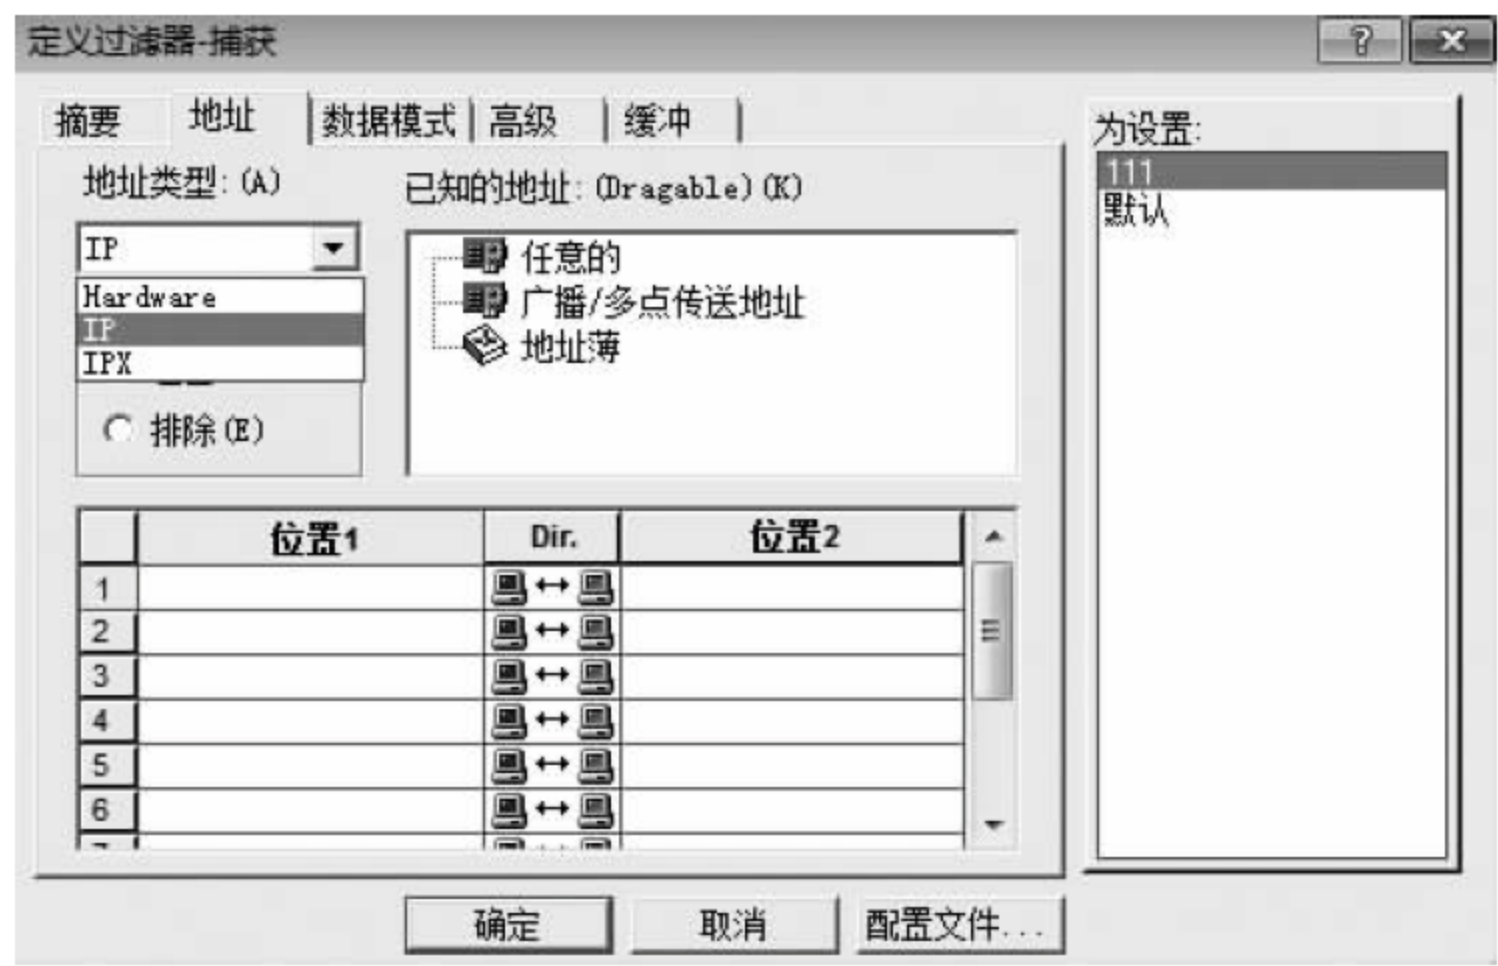 定义过滤器-捕获
摘要 地址 数据模式 高级 缓冲
地址类型:(A)
IP
Hardware
IP
IPX
排除(E)
已知的地址:(Dragable)(K)
任意的
广播/多点传送地址
地址薄
位置1 Dir. 位置2
1
2
3
4
5
6
为设置:
111
默认
确定 取消 配置文件...